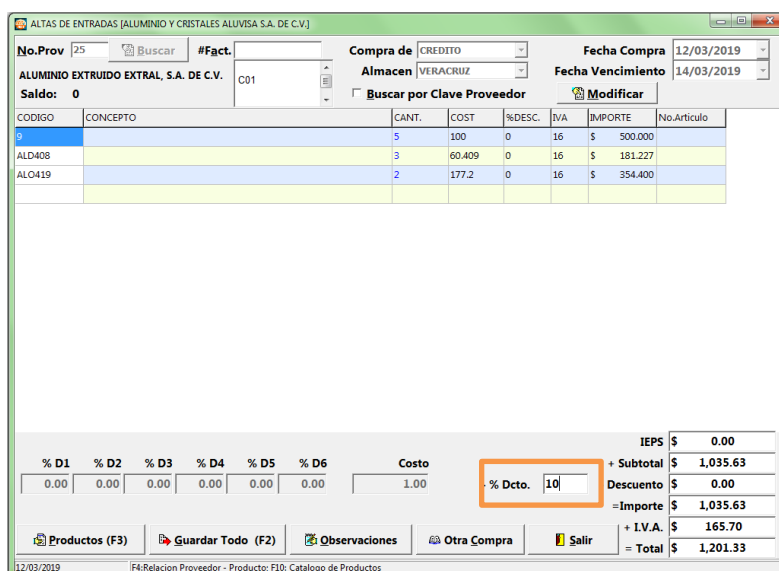 ALTAS DE ENTRADAS [ALUMINIO Y CRISTALES ALUVISA S.A. DE C.V.]
No.Prov 25 Buscar #Fact. Compra de CREDITO Fecha Compra 12/03/2019
ALUMINIO EXTRUIDO EXTRAL, S.A. DE C.V. C01 Almacen VERACRUZ Fecha Vencimiento 14/03/2019
Saldo: 0 Buscar por Clave Proveedor Modificar
CODIGO CONCEPTO CANT. COST %DESC. IVA IMPORTE No.Articulo
9 5 100 0 16 $ 500.000
ALD408 3 60.409 0 16 $ 181.227
ALO419 2 177.2 0 16 $ 354.400
IEPS $ 0.00
% D1 % D2 % D3 % D4 % D5 % D6 Costo + Subtotal $ 1,035.63
0.00 0.00 0.00 0.00 0.00 0.00 1.00 - % Dcto. 10 Descuento $ 0.00
=Importe $ 1,035.63
+ I.V.A. $ 165.70
Productos (F3) Guardar Todo (F2) Observaciones Otra Compra Salir = Total $ 1,201.33
12/03/2019 F4:Relacion Proveedor - Producto; F10: Catalogo de Productos